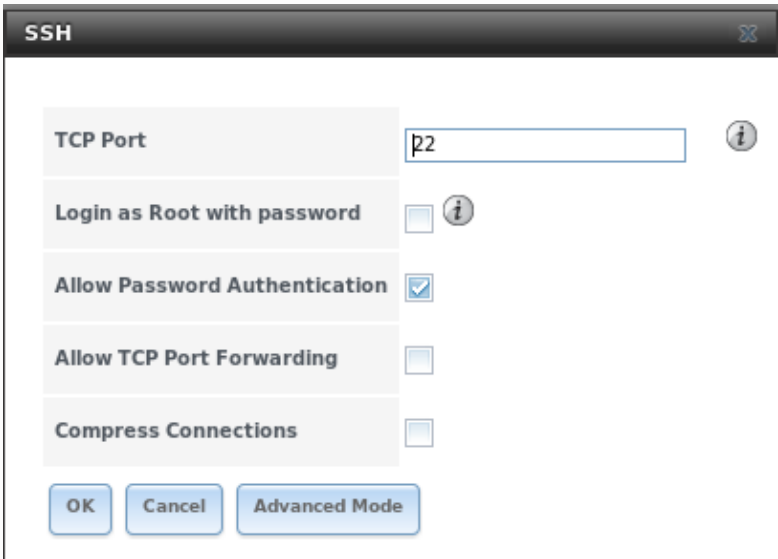 SSH
TCP Port 22
Login as Root with password
Allow Password Authentication
Allow TCP Port Forwarding
Compress Connections
OK Cancel Advanced Mode